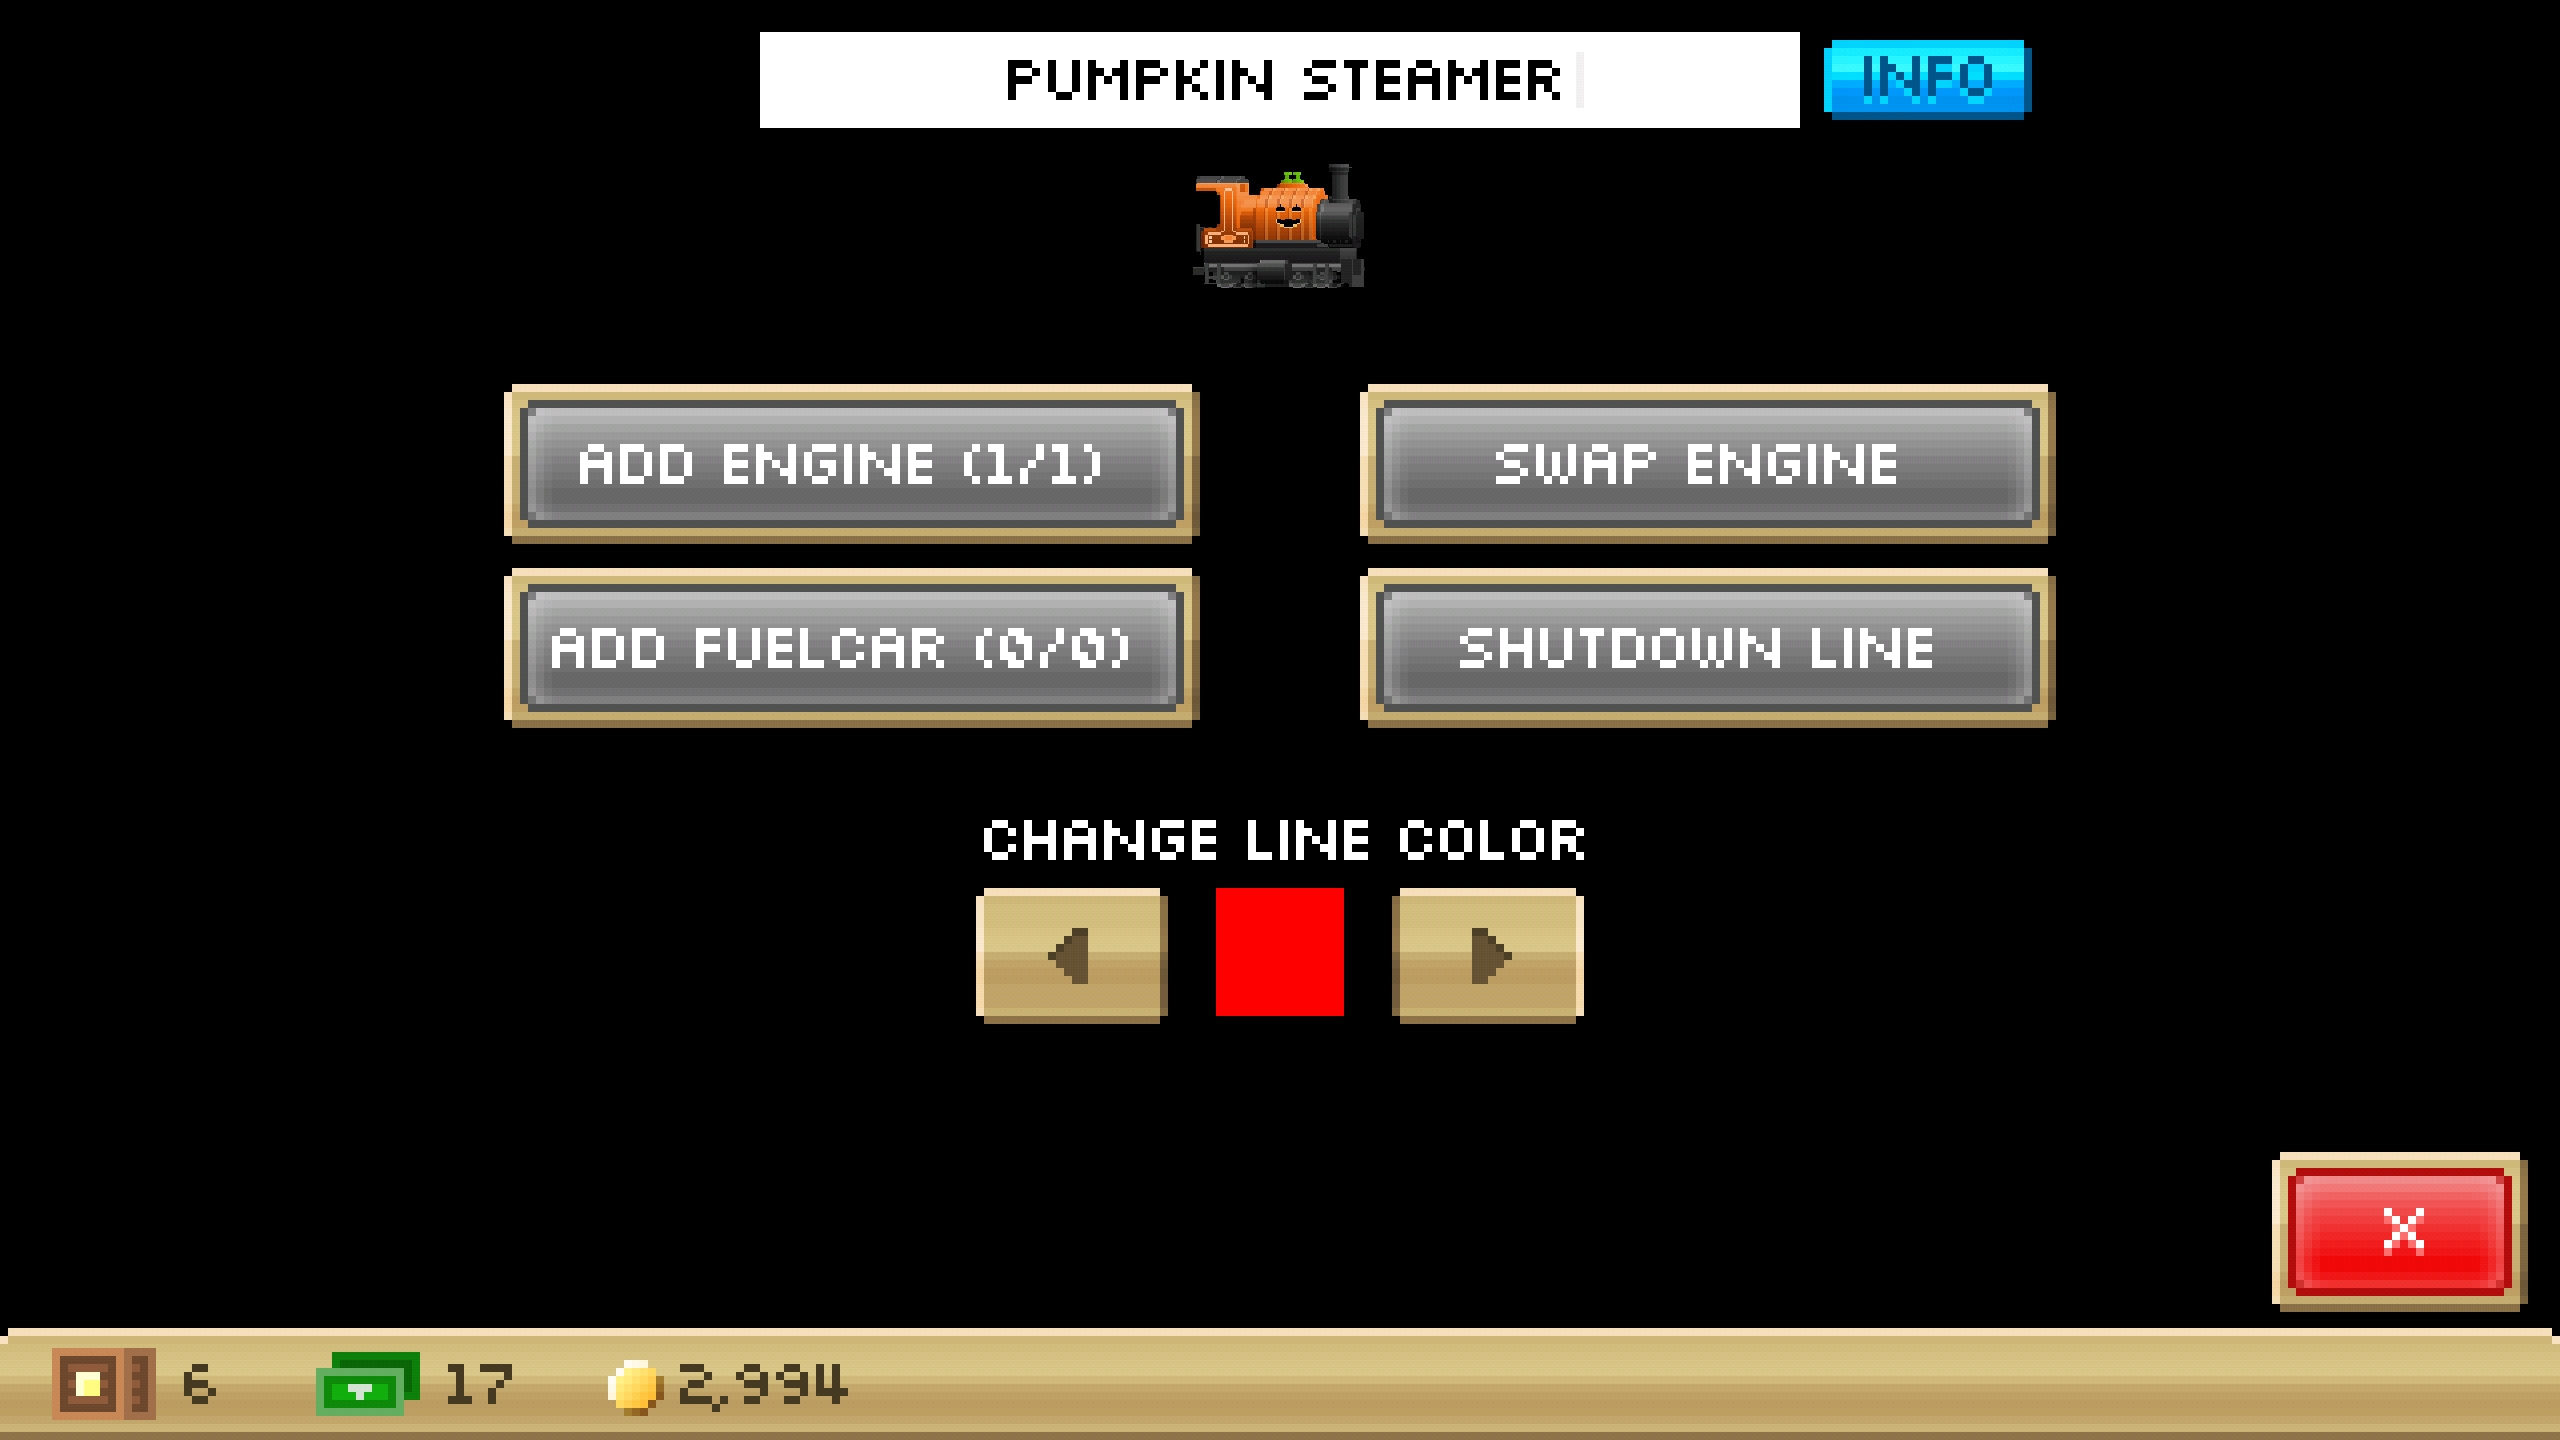 PUMPKIN STEAMER
INFO
ADD ENGINE (1/1)
SWAP ENGINE
ADD FUELCAR (0/0)
SHUTDOWN LINE
CHANGE LINE COLOR
X
6
17
2,994